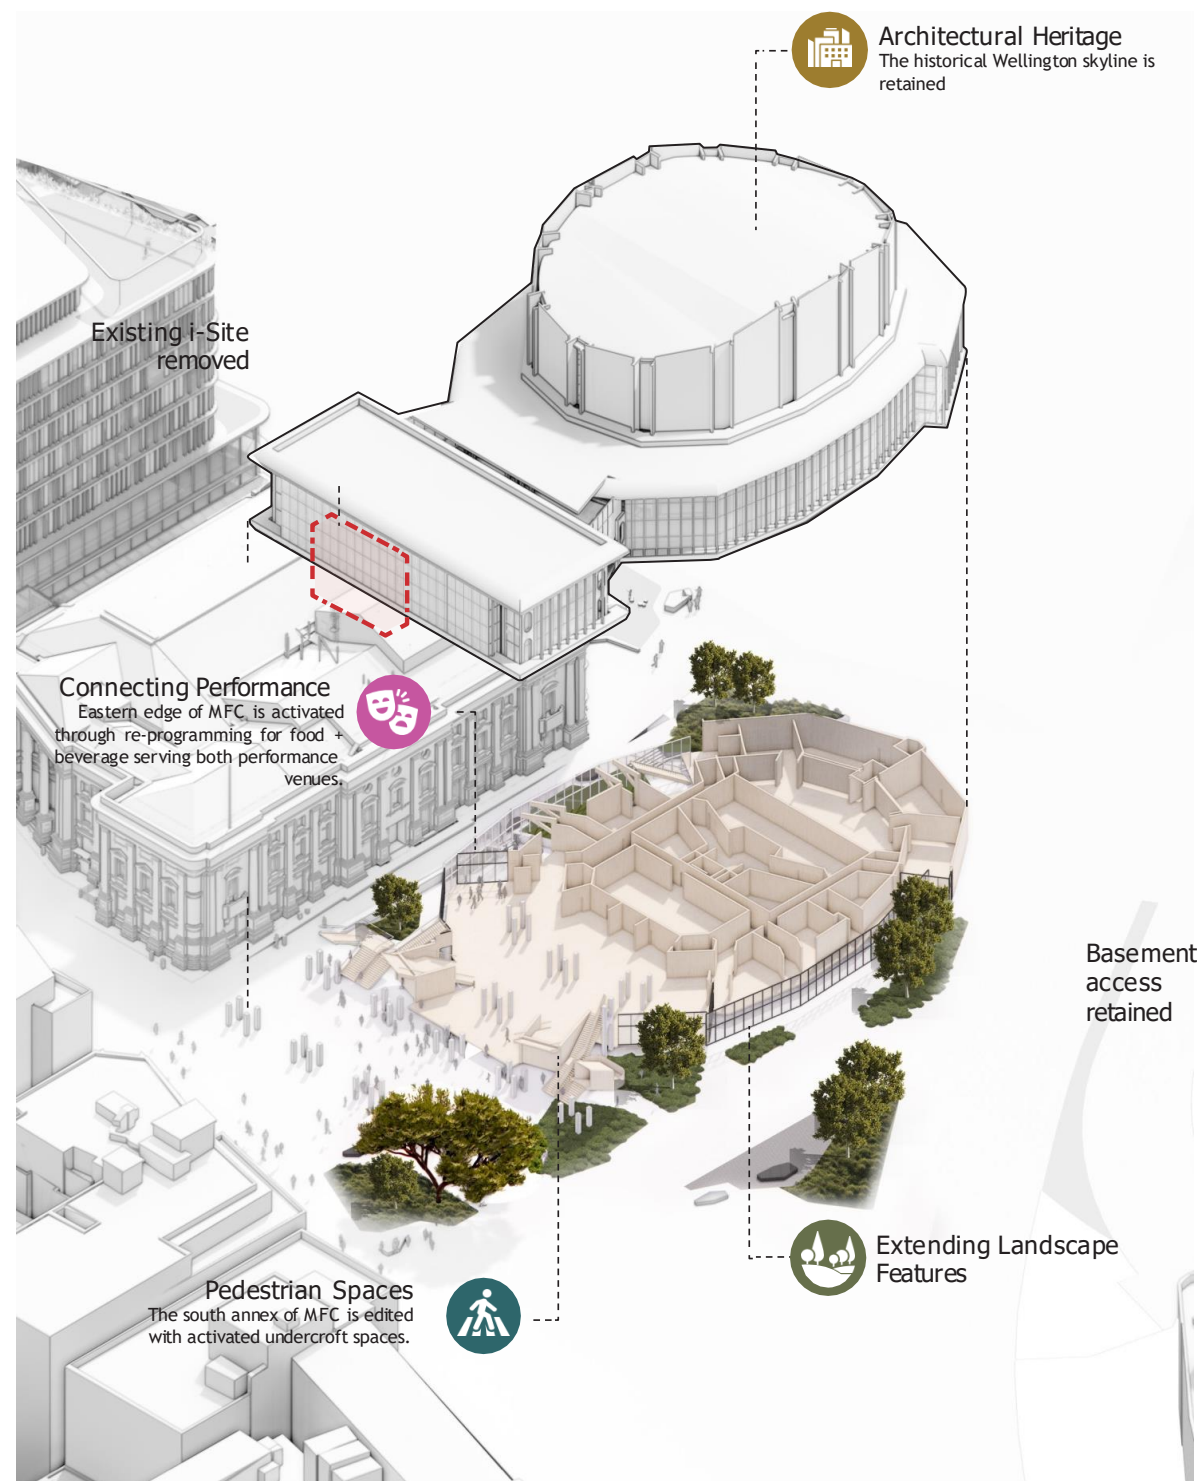 Architectural Heritage
The historical Wellington skyline is
retained
Existing i-Site
removed
Connecting Performance
Eastern edge of MFC is activated
through re-programming for food +
beverage serving both performance
venues.
Basement
access
retained
Extending Landscape
Features
Pedestrian Spaces
The south annex of MFC is edited
with activated undercroft spaces.